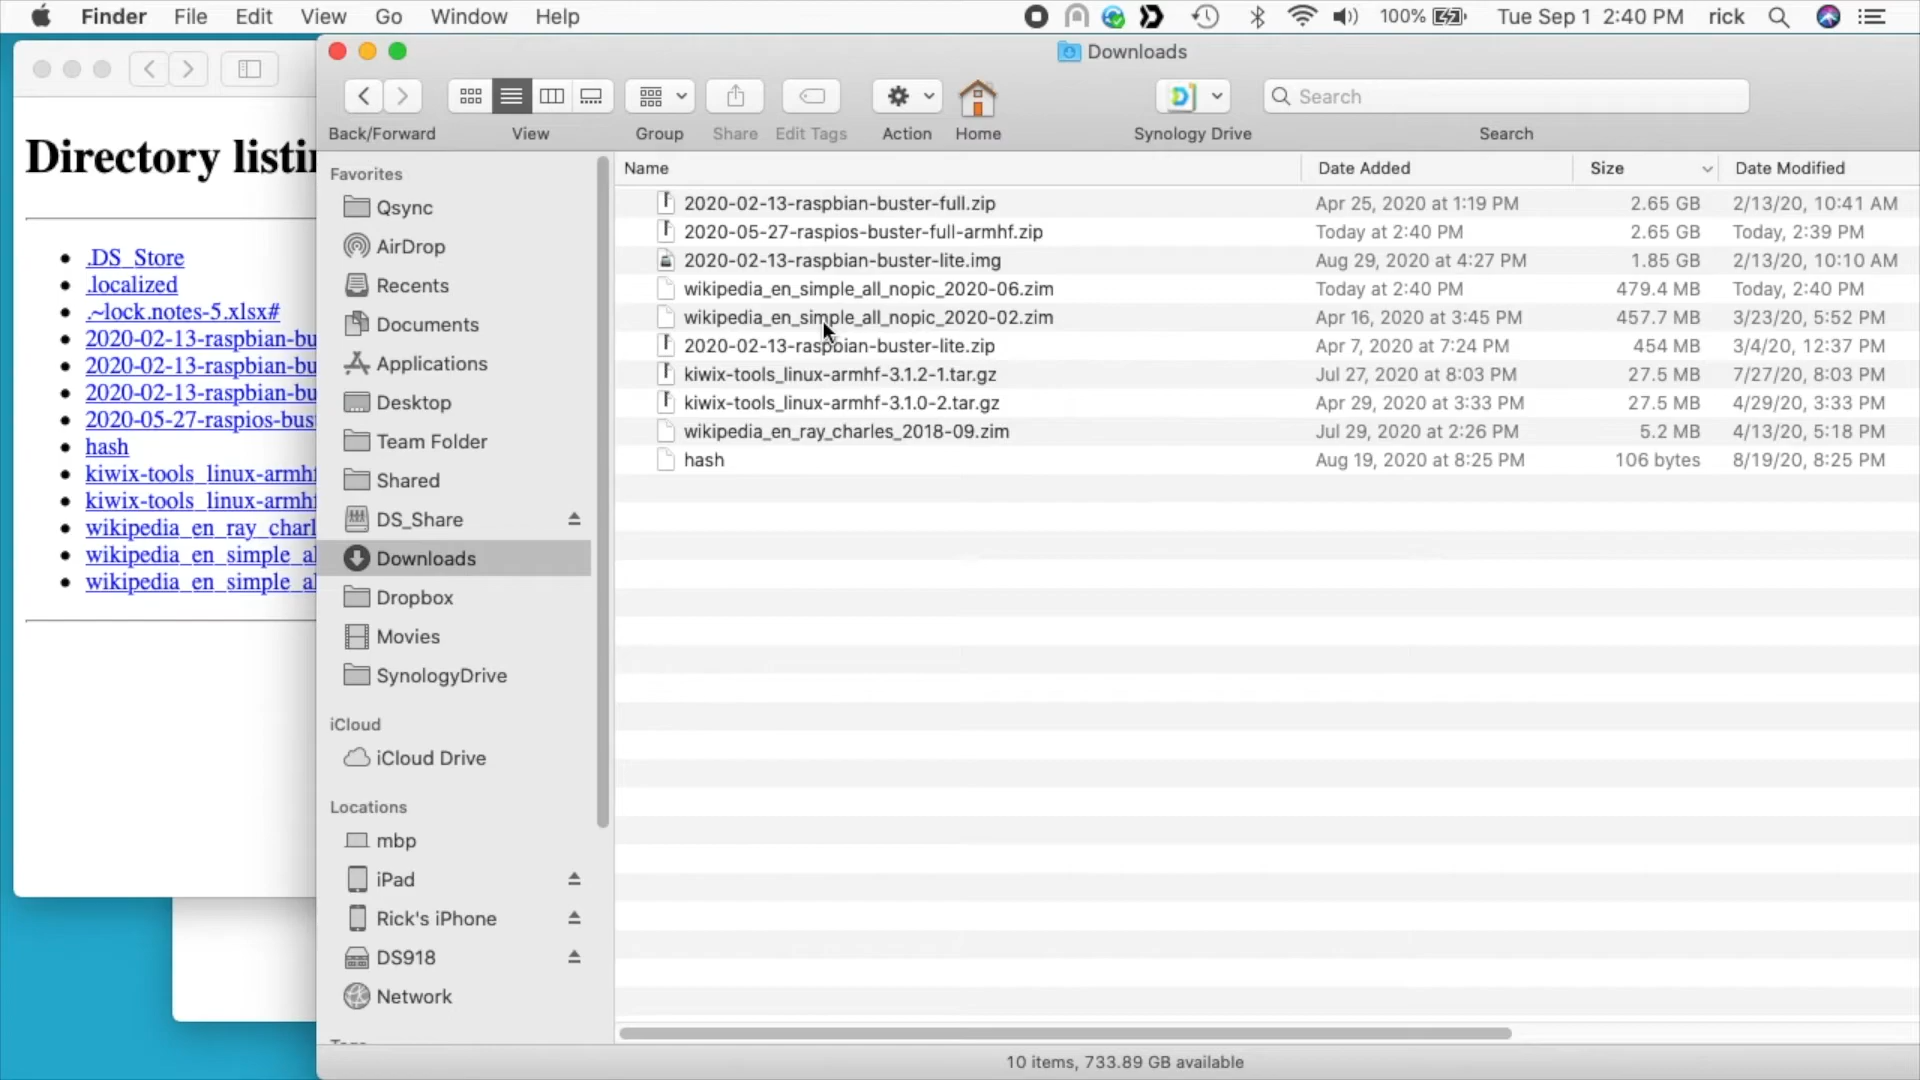 Finder File Edit View Go Window Help 100% Tue Sep 1 2:40 PM rick
Downloads
Search
Back/Forward View Group Share Edit Tags Action Home Synology Drive Search
Directory listin
.DS_Store
.localized
.~lock.notes-5.xlsx#
2020-02-13-raspbian-bu
2020-02-13-raspbian-bu
2020-02-13-raspbian-bu
2020-05-27-raspios-bus
hash
kiwix-tools_linux-armhf
kiwix-tools_linux-armhf
wikipedia_en_ray_charl
wikipedia_en_simple_al
wikipedia_en_simple_al
Favorites
Qsync
AirDrop
Recents
Documents
Applications
Desktop
Team Folder
Shared
DS_Share
Downloads
Dropbox
Movies
SynologyDrive
iCloud
iCloud Drive
Locations
mbp
iPad
Rick's iPhone
DS918
Network
Name Date Added Size Date Modified
2020-02-13-raspbian-buster-full.zip Apr 25, 2020 at 1:19 PM 2.65 GB 2/13/20, 10:41 AM
2020-05-27-raspios-buster-full-armhf.zip Today at 2:40 PM 2.65 GB Today, 2:39 PM
2020-02-13-raspbian-buster-lite.img Aug 29, 2020 at 4:27 PM 1.85 GB 2/13/20, 10:10 AM
wikipedia_en_simple_all_nopic_2020-06.zim Today at 2:40 PM 479.4 MB Today, 2:40 PM
wikipedia_en_simple_all_nopic_2020-02.zim Apr 16, 2020 at 3:45 PM 457.7 MB 3/23/20, 5:52 PM
2020-02-13-raspbian-buster-lite.zip Apr 7, 2020 at 7:24 PM 454 MB 3/4/20, 12:37 PM
kiwix-tools_linux-armhf-3.1.2-1.tar.gz Jul 27, 2020 at 8:03 PM 27.5 MB 7/27/20, 8:03 PM
kiwix-tools_linux-armhf-3.1.0-2.tar.gz Apr 29, 2020 at 3:33 PM 27.5 MB 4/29/20, 3:33 PM
wikipedia_en_ray_charles_2018-09.zim Jul 29, 2020 at 2:26 PM 5.2 MB 4/13/20, 5:18 PM
hash Aug 19, 2020 at 8:25 PM 106 bytes 8/19/20, 8:25 PM
10 items, 733.89 GB available